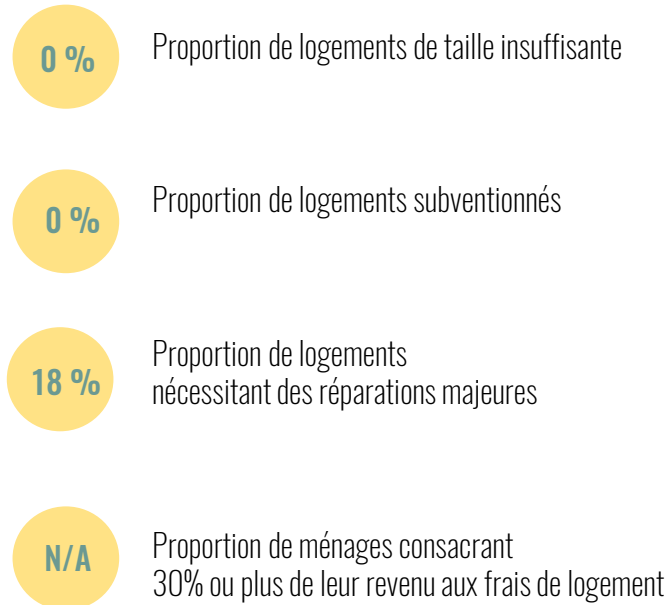 0 %
Proportion de logements de taille insuffisante
0 %
Proportion de logements subventionnés
18 %
Proportion de logements
nécessitant des réparations majeures
N/A
Proportion de ménages consacrant
30% ou plus de leur revenu aux frais de logement